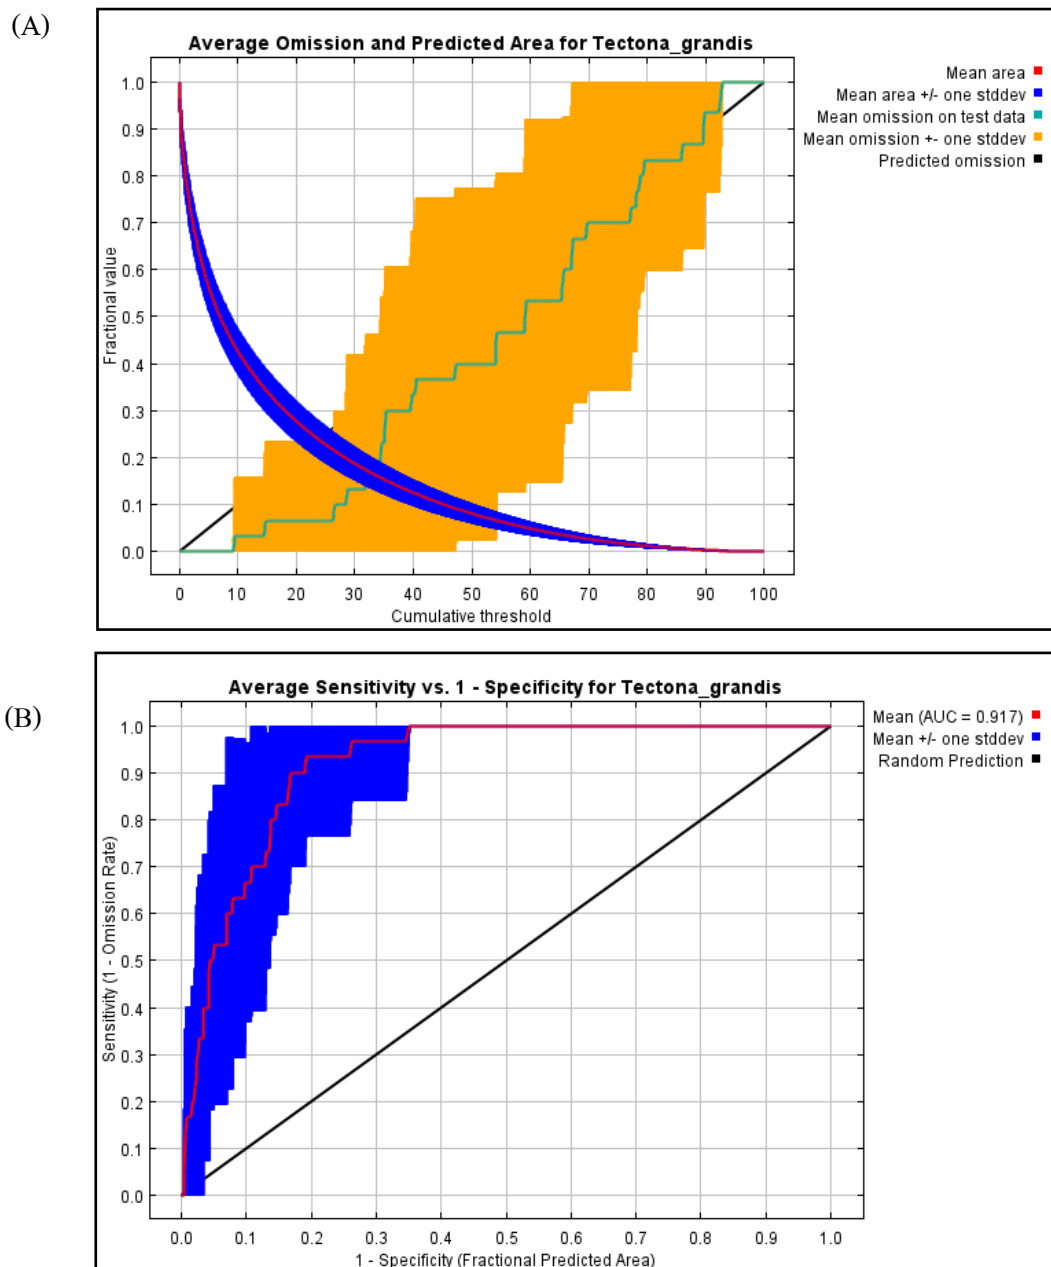 (A)
Average Omission and Predicted Area for Tectona_grandis
Mean area
Mean area +/- one stddev
Mean omission on test data
Mean omission +- one stddev
Predicted omission
Fractional value
1.0
0.9
0.8
0.7
0.6
0.5
0.4
0.3
0.2
0.1
0.0
0 10 20 30 40 50 60 70 80 90 100
Cumulative threshold
(B)
Average Sensitivity vs. 1 - Specificity for Tectona_grandis
Mean (AUC = 0.917)
Mean +/- one stddev
Random Prediction
Sensitivity (1 - Omission Rate)
1.0
0.9
0.8
0.7
0.6
0.5
0.4
0.3
0.2
0.1
0.0
0.0 0.1 0.2 0.3 0.4 0.5 0.6 0.7 0.8 0.9 1.0
1 - Specificity (Fractional Predicted Area)